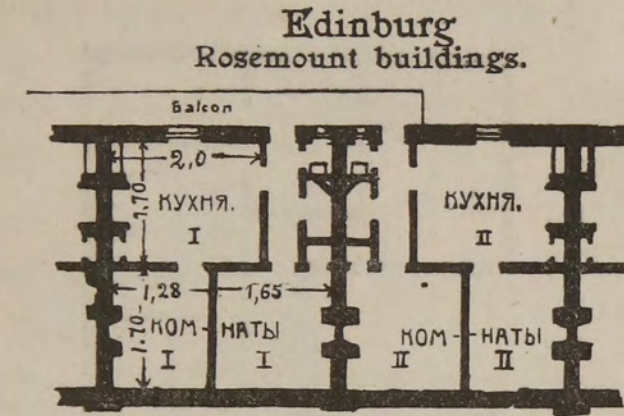 Edinburg
Rosemount buildings.
Balcon
2,0
1,70
КУХНЯ.
I
КУХНЯ.
II
1,28
1,65
1.70
КОМ-НАТЫ
I
I
КОМ-НАТЫ
II
II